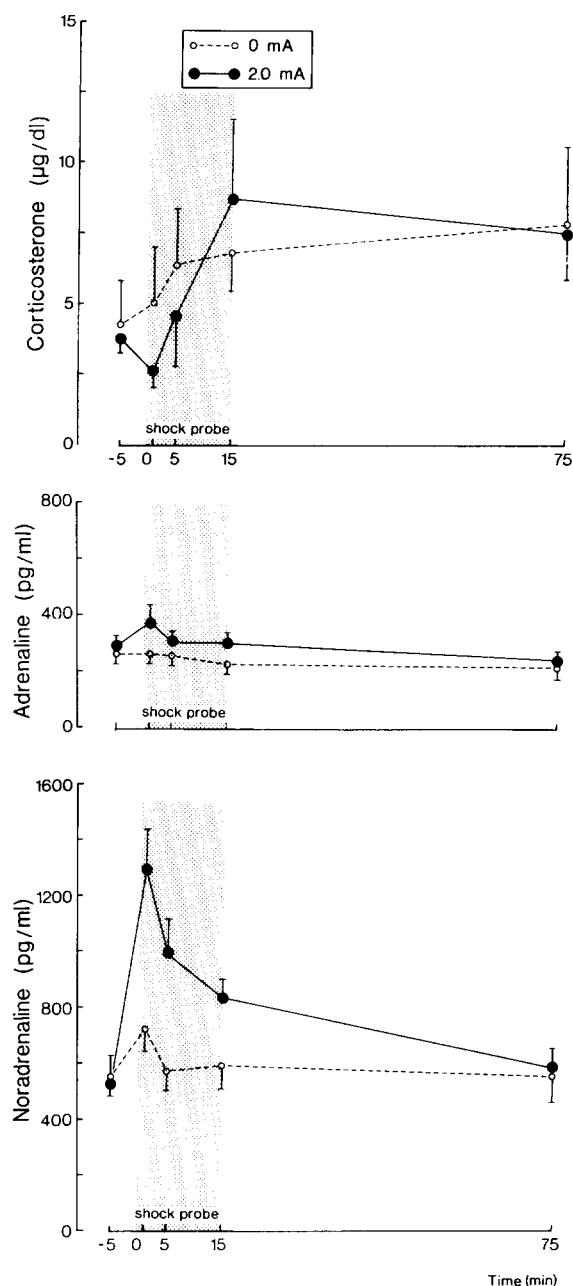 15
0 mA
2.0 mA
10
5
0
Corticosterone (µg/dl)
shock probe
-5 0 5 15 75
800
400
0
Adrenaline (pg/ml)
shock probe
1600
1200
800
400
0
Noradrenaline (pg/ml)
shock probe
-5 0 5 15 75
Time (min)